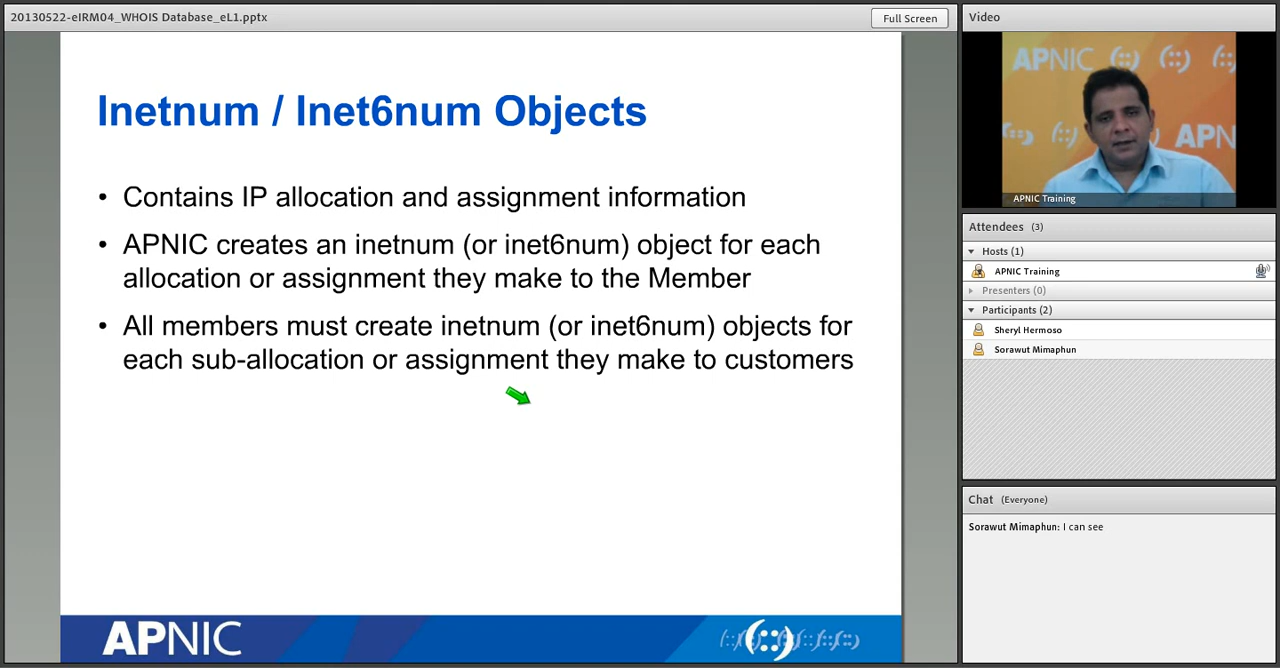 20130522-eIRM04_WHOIS Database_eL1.pptx
Full Screen
Inetnum / Inet6num Objects
• Contains IP allocation and assignment information
• APNIC creates an inetnum (or inet6num) object for each
allocation or assignment they make to the Member
• All members must create inetnum (or inet6num) objects for
each sub-allocation or assignment they make to customers
APNIC
Video
APNIC
APN
APNIC Training
Attendees (3)
Hosts (1)
APNIC Training
Presenters (0)
Participants (2)
Sheryl Hermoso
Sorawut Mimaphun
Chat (Everyone)
Sorawut Mimaphun: I can see